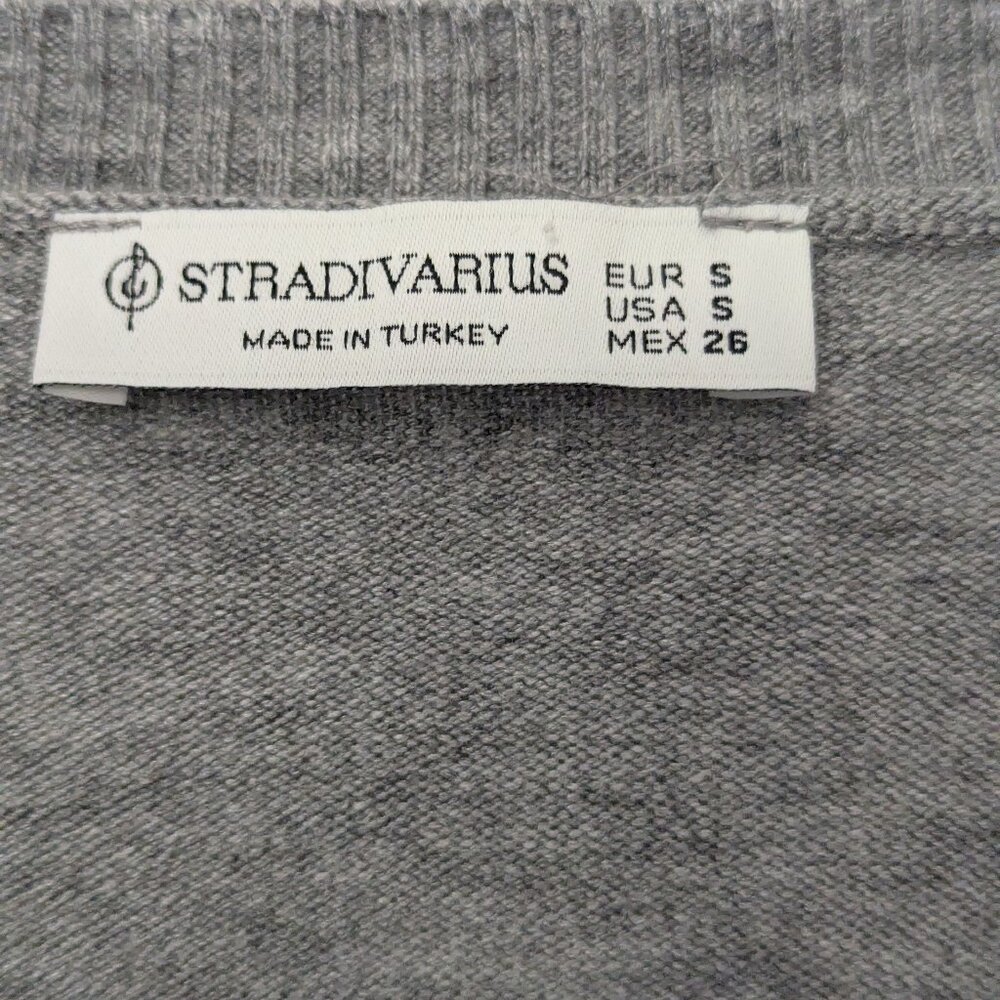 STRADIVARIUS
MADE IN TURKEY
EUR S
USA S
MEX 26